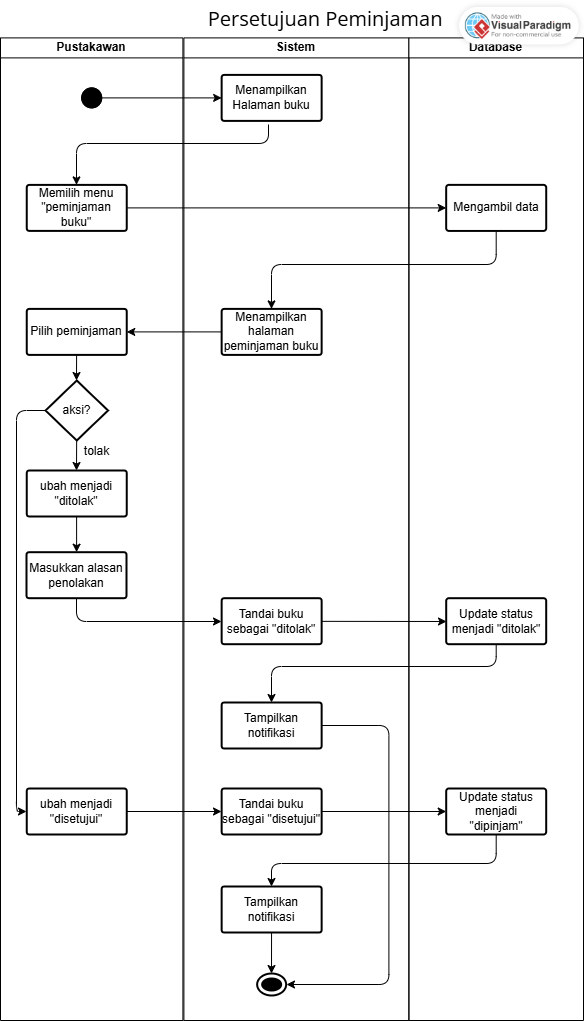 Persetujuan Peminjaman
Made with
VisualParadigm
For non-commercial use
Pustakawan
Sistem
Database
Menampilkan
Halaman buku
Memilih menu
"peminjaman
buku"
Mengambil data
Pilih peminjaman
Menampilkan
halaman
peminjaman buku
aksi?
tolak
ubah menjadi
"ditolak"
Masukkan alasan
penolakan
Tandai buku
sebagai "ditolak"
Update status
menjadi "ditolak"
Tampilkan
notifikasi
ubah menjadi
"disetujui"
Tandai buku
sebagai "disetujui"
Update status
menjadi
"dipinjam"
Tampilkan
notifikasi